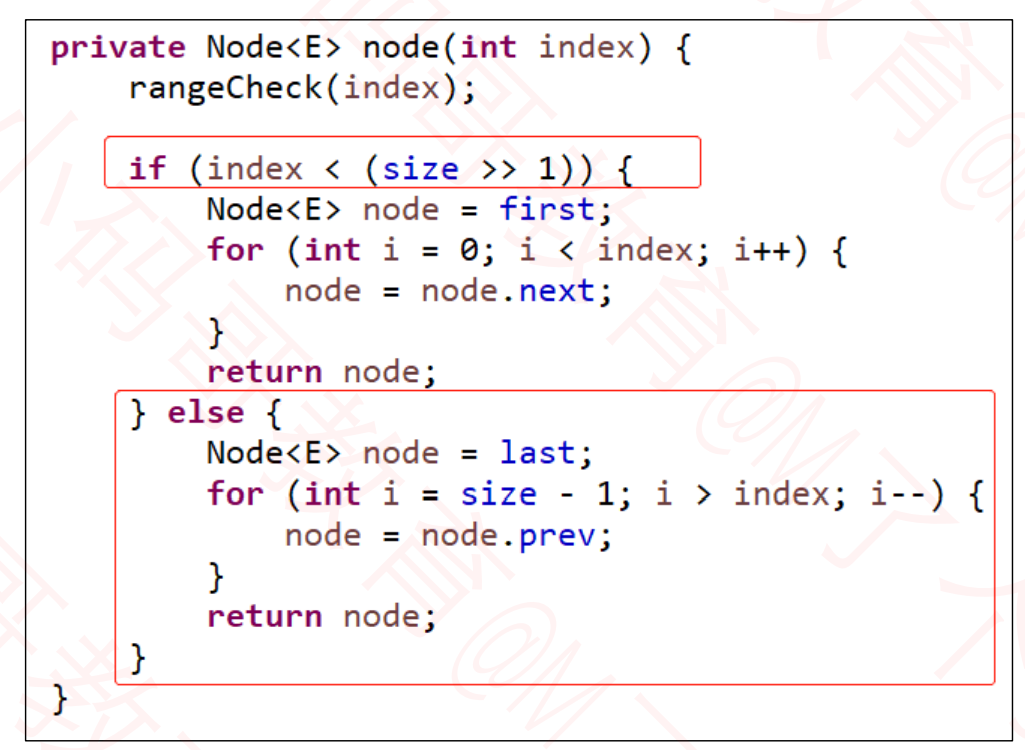 private Node<E> node(int index) {
    rangeCheck(index);

    if (index < (size >> 1)) {
        Node<E> node = first;
        for (int i = 0; i < index; i++) {
            node = node.next;
        }
        return node;
    } else {
        Node<E> node = last;
        for (int i = size - 1; i > index; i--) {
            node = node.prev;
        }
        return node;
    }
}